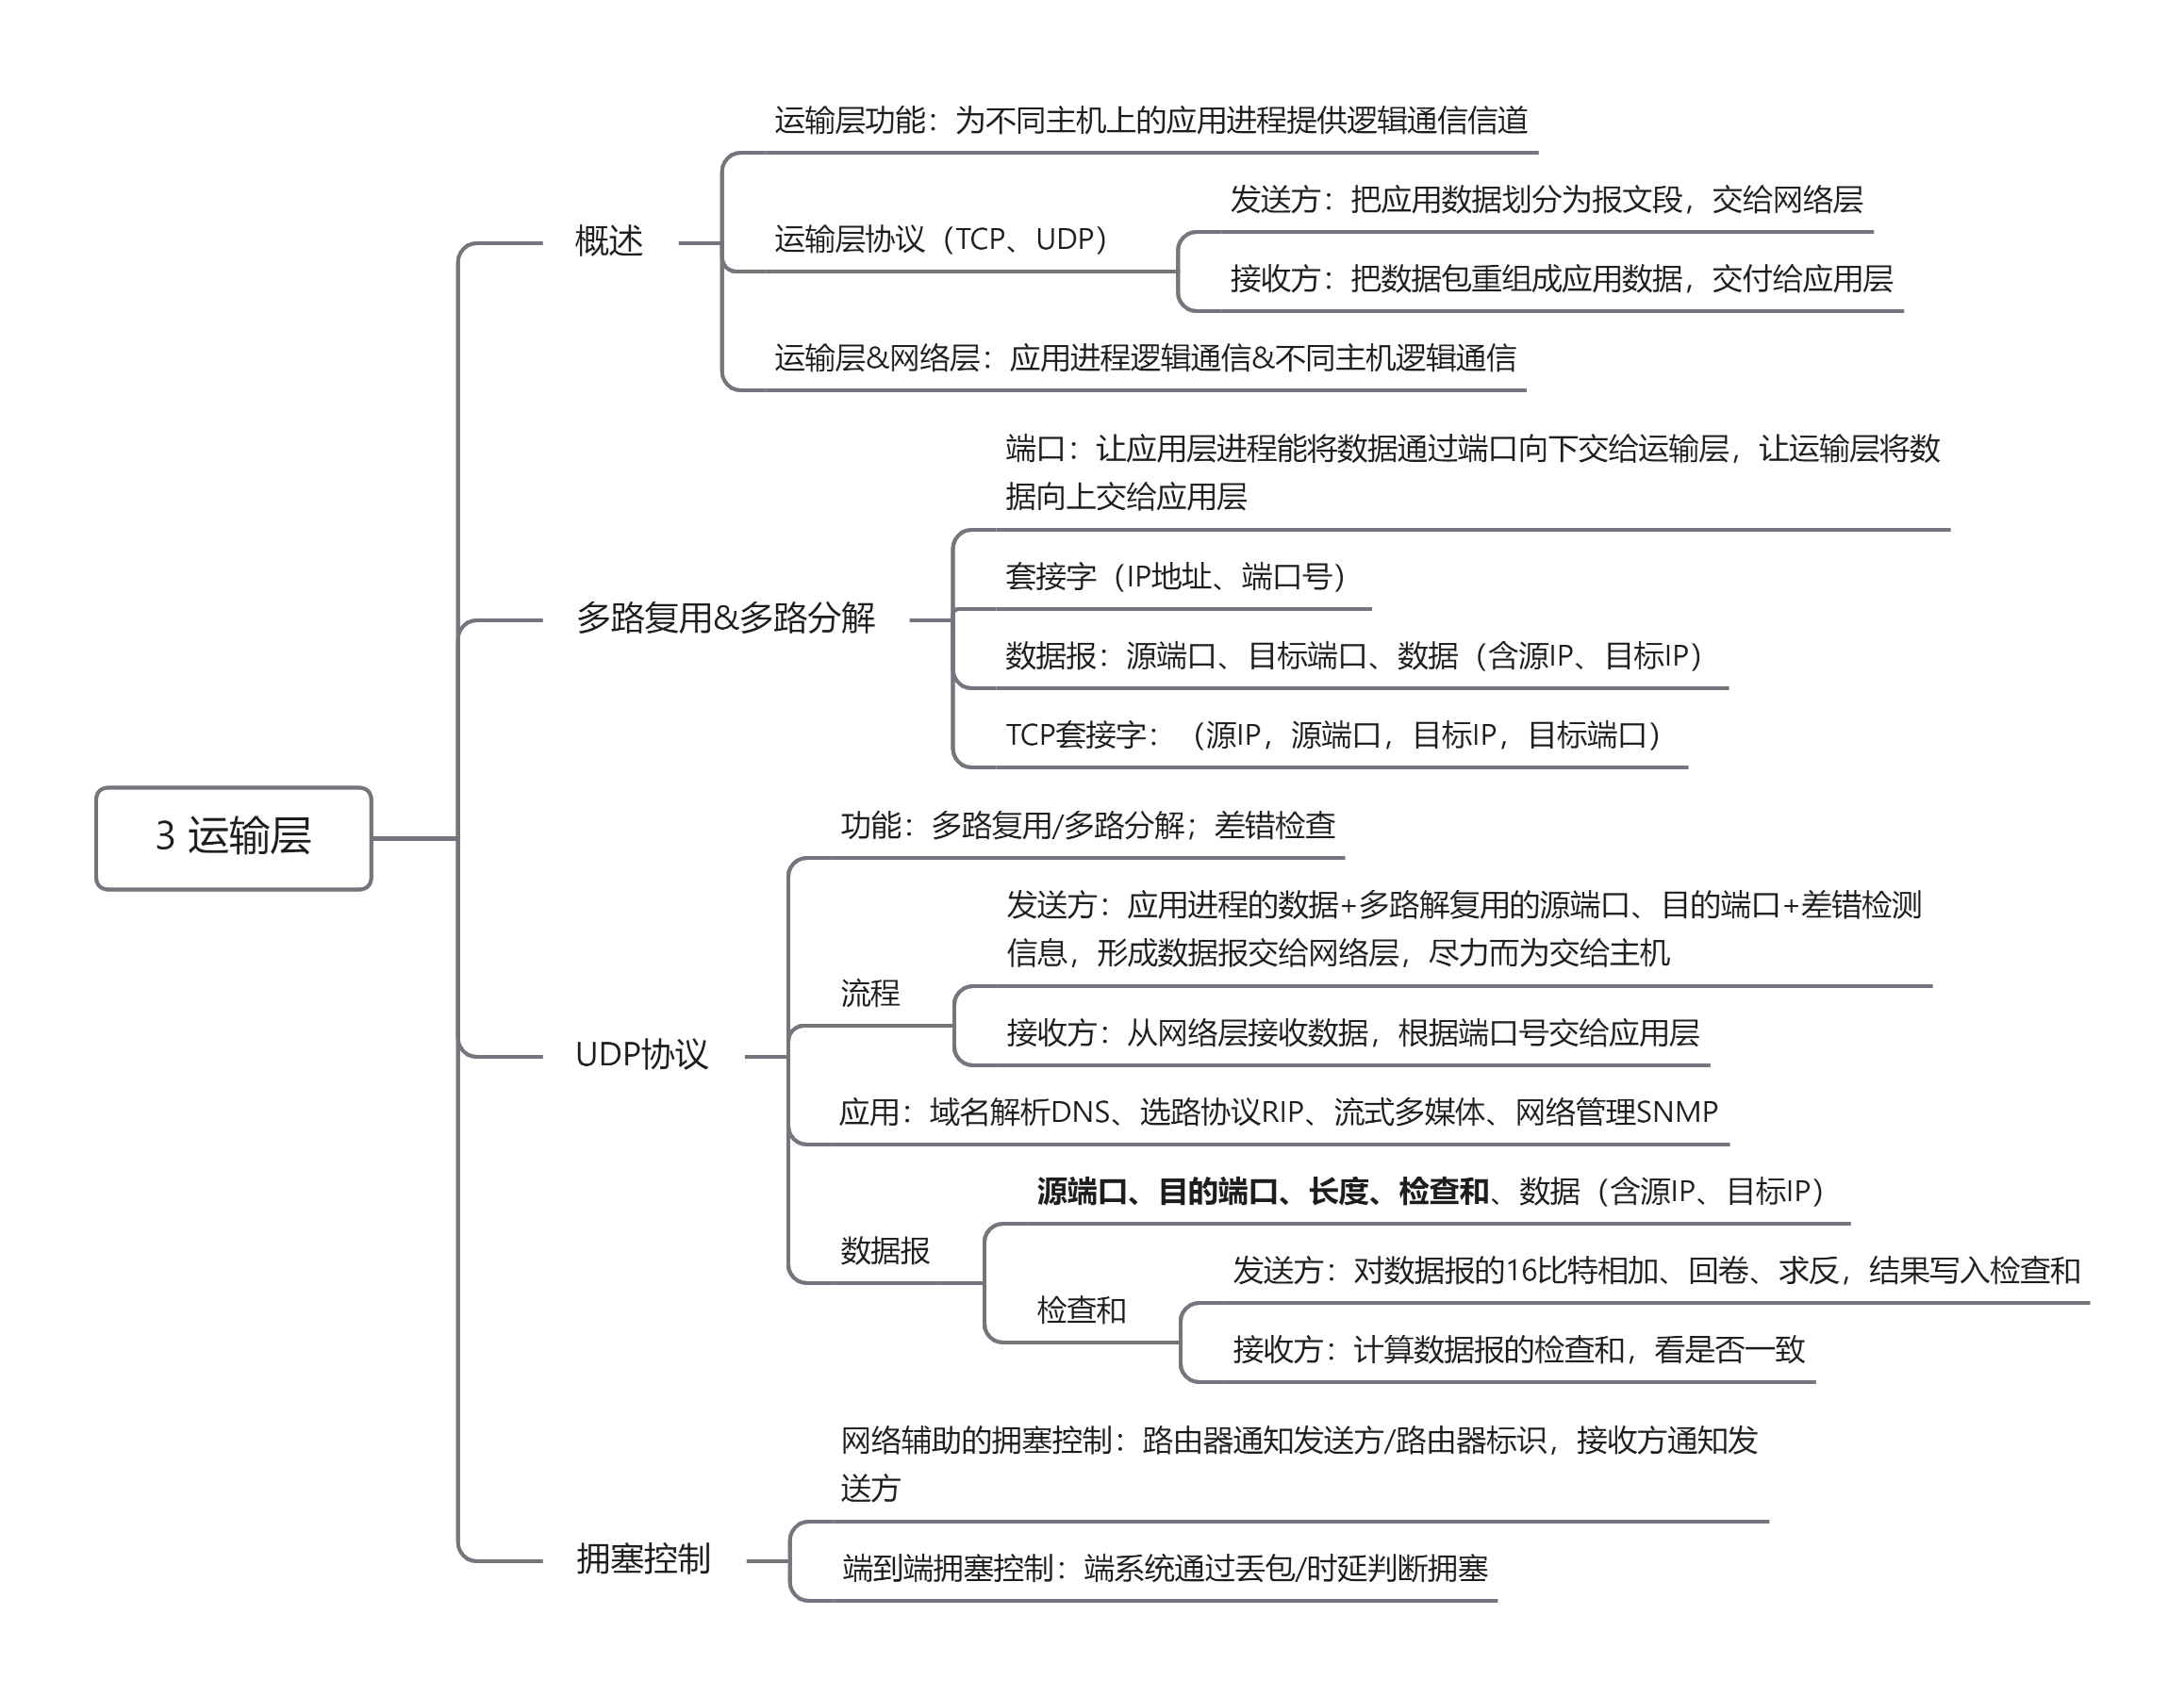 运输层功能：为不同主机上的应用进程提供逻辑通信信道
发送方：把应用数据划分为报文段，交给网络层
概述
运输层协议（TCP、UDP）
接收方：把数据包重组成应用数据，交付给应用层
运输层&网络层：应用进程逻辑通信&不同主机逻辑通信
端口：让应用层进程能将数据通过端口向下交给运输层，让运输层将数
据向上交给应用层
套接字（IP地址、端口号）
多路复用&多路分解
数据报：源端口、目标端口、数据（含源IP、目标IP）
TCP套接字：（源IP，源端口，目标IP，目标端口）
3 运输层
功能：多路复用/多路分解；差错检查
发送方：应用进程的数据+多路解复用的源端口、目的端口+差错检测
信息，形成数据报交给网络层，尽力而为交给主机
流程
接收方：从网络层接收数据，根据端口号交给应用层
UDP协议
应用：域名解析DNS、选路协议RIP、流式多媒体、网络管理SNMP
源端口、目的端口、长度、检查和、数据（含源IP、目标IP）
数据报
发送方：对数据报的16比特相加、回卷、求反，结果写入检查和
检查和
接收方：计算数据报的检查和，看是否一致
网络辅助的拥塞控制：路由器通知发送方/路由器标识，接收方通知发
送方
拥塞控制
端到端拥塞控制：端系统通过丢包/时延判断拥塞